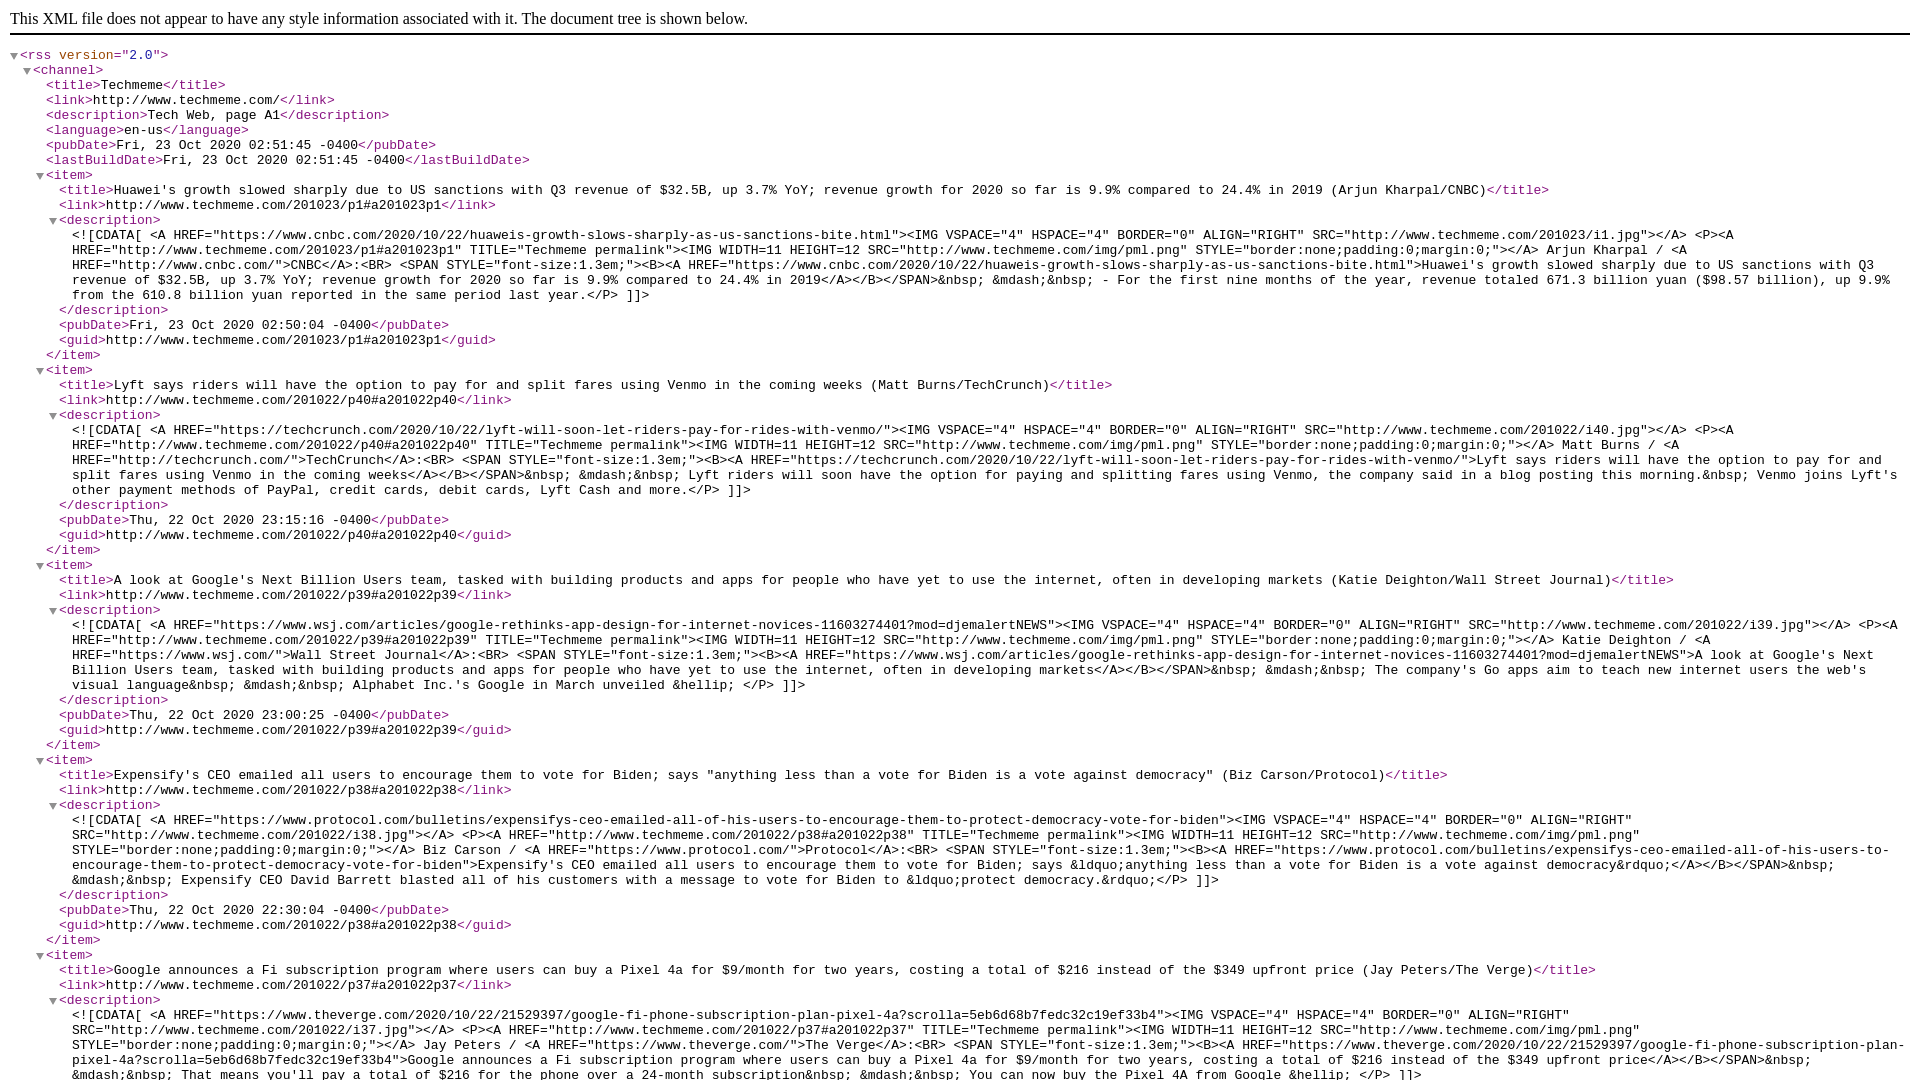 This XML file does not appear to have any style information associated with it. The document tree is shown below.
<rss version="2.0">
<channel>
<title>Techmeme</title>
<link>http://www.techmeme.com/</link>
<description>Tech Web, page A1</description>
<language>en-us</language>
<pubDate>Fri, 23 Oct 2020 02:51:45 -0400</pubDate>
<lastBuildDate>Fri, 23 Oct 2020 02:51:45 -0400</lastBuildDate>
<item>
<title>Huawei's growth slowed sharply due to US sanctions with Q3 revenue of $32.5B, up 3.7% YoY; revenue growth for 2020 so far is 9.9% compared to 24.4% in 2019 (Arjun Kharpal/CNBC)</title>
<link>http://www.techmeme.com/201023/p1#a201023p1</link>
<description>
<![CDATA[ <A HREF="https://www.cnbc.com/2020/10/22/huaweis-growth-slows-sharply-as-us-sanctions-bite.html"><IMG VSPACE="4" HSPACE="4" BORDER="0" ALIGN="RIGHT" SRC="http://www.techmeme.com/201023/i1.jpg"></A> <P><A
HREF="http://www.techmeme.com/201023/p1#a201023p1" TITLE="Techmeme permalink"><IMG WIDTH=11 HEIGHT=12 SRC="http://www.techmeme.com/img/pml.png" STYLE="border:none;padding:0;margin:0;"></A> Arjun Kharpal / <A
HREF="http://www.cnbc.com/">CNBC</A>:<BR> <SPAN STYLE="font-size:1.3em;"><B><A HREF="https://www.cnbc.com/2020/10/22/huaweis-growth-slows-sharply-as-us-sanctions-bite.html">Huawei's growth slowed sharply due to US sanctions with Q3
revenue of $32.5B, up 3.7% YoY; revenue growth for 2020 so far is 9.9% compared to 24.4% in 2019</A></B></SPAN>&nbsp; &mdash;&nbsp; - For the first nine months of the year, revenue totaled 671.3 billion yuan ($98.57 billion), up 9.9%
from the 610.8 billion yuan reported in the same period last year.</P> ]]>
</description>
<pubDate>Fri, 23 Oct 2020 02:50:04 -0400</pubDate>
<guid>http://www.techmeme.com/201023/p1#a201023p1</guid>
</item>
<item>
<title>Lyft says riders will have the option to pay for and split fares using Venmo in the coming weeks (Matt Burns/TechCrunch)</title>
<link>http://www.techmeme.com/201022/p40#a201022p40</link>
<description>
<![CDATA[ <A HREF="https://techcrunch.com/2020/10/22/lyft-will-soon-let-riders-pay-for-rides-with-venmo/"><IMG VSPACE="4" HSPACE="4" BORDER="0" ALIGN="RIGHT" SRC="http://www.techmeme.com/201022/i40.jpg"></A> <P><A
HREF="http://www.techmeme.com/201022/p40#a201022p40" TITLE="Techmeme permalink"><IMG WIDTH=11 HEIGHT=12 SRC="http://www.techmeme.com/img/pml.png" STYLE="border:none;padding:0;margin:0;"></A> Matt Burns / <A
HREF="http://techcrunch.com/">TechCrunch</A>:<BR> <SPAN STYLE="font-size:1.3em;"><B><A HREF="https://techcrunch.com/2020/10/22/lyft-will-soon-let-riders-pay-for-rides-with-venmo/">Lyft says riders will have the option to pay for and
split fares using Venmo in the coming weeks</A></B></SPAN>&nbsp; &mdash;&nbsp; Lyft riders will soon have the option for paying and splitting fares using Venmo, the company said in a blog posting this morning.&nbsp; Venmo joins Lyft's
other payment methods of PayPal, credit cards, debit cards, Lyft Cash and more.</P> ]]>
</description>
<pubDate>Thu, 22 Oct 2020 23:15:16 -0400</pubDate>
<guid>http://www.techmeme.com/201022/p40#a201022p40</guid>
</item>
<item>
<title>A look at Google's Next Billion Users team, tasked with building products and apps for people who have yet to use the internet, often in developing markets (Katie Deighton/Wall Street Journal)</title>
<link>http://www.techmeme.com/201022/p39#a201022p39</link>
<description>
<![CDATA[ <A HREF="https://www.wsj.com/articles/google-rethinks-app-design-for-internet-novices-11603274401?mod=djemalertNEWS"><IMG VSPACE="4" HSPACE="4" BORDER="0" ALIGN="RIGHT" SRC="http://www.techmeme.com/201022/i39.jpg"></A> <P><A
HREF="http://www.techmeme.com/201022/p39#a201022p39" TITLE="Techmeme permalink"><IMG WIDTH=11 HEIGHT=12 SRC="http://www.techmeme.com/img/pml.png" STYLE="border:none;padding:0;margin:0;"></A> Katie Deighton / <A
HREF="https://www.wsj.com/">Wall Street Journal</A>:<BR> <SPAN STYLE="font-size:1.3em;"><B><A HREF="https://www.wsj.com/articles/google-rethinks-app-design-for-internet-novices-11603274401?mod=djemalertNEWS">A look at Google's Next
Billion Users team, tasked with building products and apps for people who have yet to use the internet, often in developing markets</A></B></SPAN>&nbsp; &mdash;&nbsp; The company's Go apps aim to teach new internet users the web's
visual language&nbsp; &mdash;&nbsp; Alphabet Inc.'s Google in March unveiled &hellip; </P> ]]>
</description>
<pubDate>Thu, 22 Oct 2020 23:00:25 -0400</pubDate>
<guid>http://www.techmeme.com/201022/p39#a201022p39</guid>
</item>
<item>
<title>Expensify's CEO emailed all users to encourage them to vote for Biden; says "anything less than a vote for Biden is a vote against democracy" (Biz Carson/Protocol)</title>
<link>http://www.techmeme.com/201022/p38#a201022p38</link>
<description>
<![CDATA[ <A HREF="https://www.protocol.com/bulletins/expensifys-ceo-emailed-all-of-his-users-to-encourage-them-to-protect-democracy-vote-for-biden"><IMG VSPACE="4" HSPACE="4" BORDER="0" ALIGN="RIGHT"
SRC="http://www.techmeme.com/201022/i38.jpg"></A> <P><A HREF="http://www.techmeme.com/201022/p38#a201022p38" TITLE="Techmeme permalink"><IMG WIDTH=11 HEIGHT=12 SRC="http://www.techmeme.com/img/pml.png"
STYLE="border:none;padding:0;margin:0;"></A> Biz Carson / <A HREF="https://www.protocol.com/">Protocol</A>:<BR> <SPAN STYLE="font-size:1.3em;"><B><A HREF="https://www.protocol.com/bulletins/expensifys-ceo-emailed-all-of-his-users-to-
encourage-them-to-protect-democracy-vote-for-biden">Expensify's CEO emailed all users to encourage them to vote for Biden; says &ldquo;anything less than a vote for Biden is a vote against democracy&rdquo;</A></B></SPAN>&nbsp;
&mdash;&nbsp; Expensify CEO David Barrett blasted all of his customers with a message to vote for Biden to &ldquo;protect democracy.&rdquo;</P> ]]>
</description>
<pubDate>Thu, 22 Oct 2020 22:30:04 -0400</pubDate>
<guid>http://www.techmeme.com/201022/p38#a201022p38</guid>
</item>
<item>
<title>Google announces a Fi subscription program where users can buy a Pixel 4a for $9/month for two years, costing a total of $216 instead of the $349 upfront price (Jay Peters/The Verge)</title>
<link>http://www.techmeme.com/201022/p37#a201022p37</link>
<description>
<![CDATA[ <A HREF="https://www.theverge.com/2020/10/22/21529397/google-fi-phone-subscription-plan-pixel-4a?scrolla=5eb6d68b7fedc32c19ef33b4"><IMG VSPACE="4" HSPACE="4" BORDER="0" ALIGN="RIGHT"
SRC="http://www.techmeme.com/201022/i37.jpg"></A> <P><A HREF="http://www.techmeme.com/201022/p37#a201022p37" TITLE="Techmeme permalink"><IMG WIDTH=11 HEIGHT=12 SRC="http://www.techmeme.com/img/pml.png"
STYLE="border:none;padding:0;margin:0;"></A> Jay Peters / <A HREF="https://www.theverge.com/">The Verge</A>:<BR> <SPAN STYLE="font-size:1.3em;"><B><A HREF="https://www.theverge.com/2020/10/22/21529397/google-fi-phone-subscription-plan-
pixel-4a?scrolla=5eb6d68b7fedc32c19ef33b4">Google announces a Fi subscription program where users can buy a Pixel 4a for $9/month for two years, costing a total of $216 instead of the $349 upfront price</A></B></SPAN>&nbsp;
&mdash;&nbsp; That means you'll pay a total of $216 for the phone over a 24-month subscription&nbsp; &mdash;&nbsp; You can now buy the Pixel 4A from Google &hellip; </P> ]]>